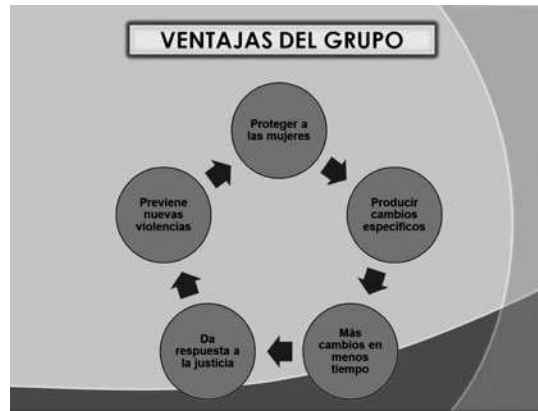 VENTAJAS DEL GRUPO
Proteger a
las mujeres
Producir
cambios
específicos
Más
cambios en
menos
tiempo
Da
respuesta a
la justicia
Previene
nuevas
violencias